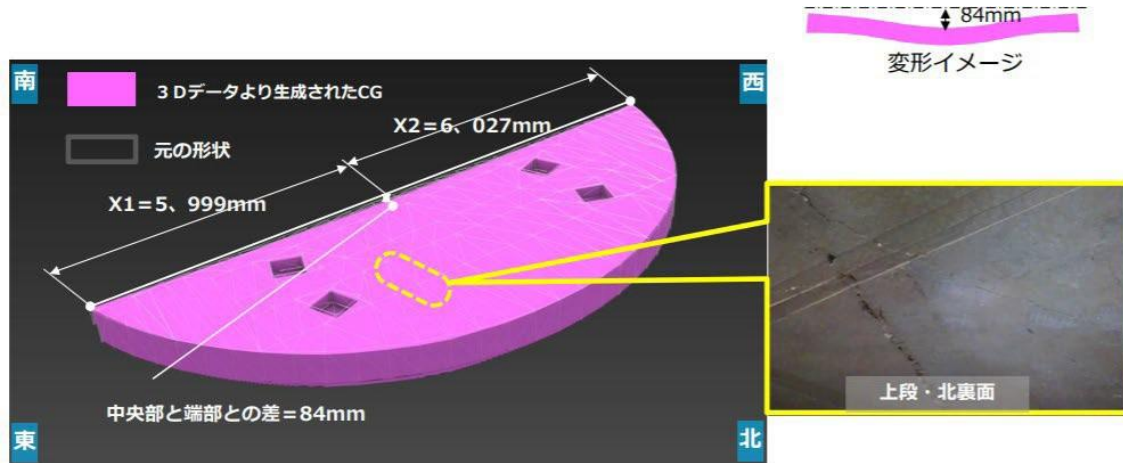 84mm
変形イメージ
南
西
3Dデータより生成されたCG
元の形状
X2=6、027mm
X1=5、999mm
中央部と端部との差=84mm
上段・北裏面
東
北